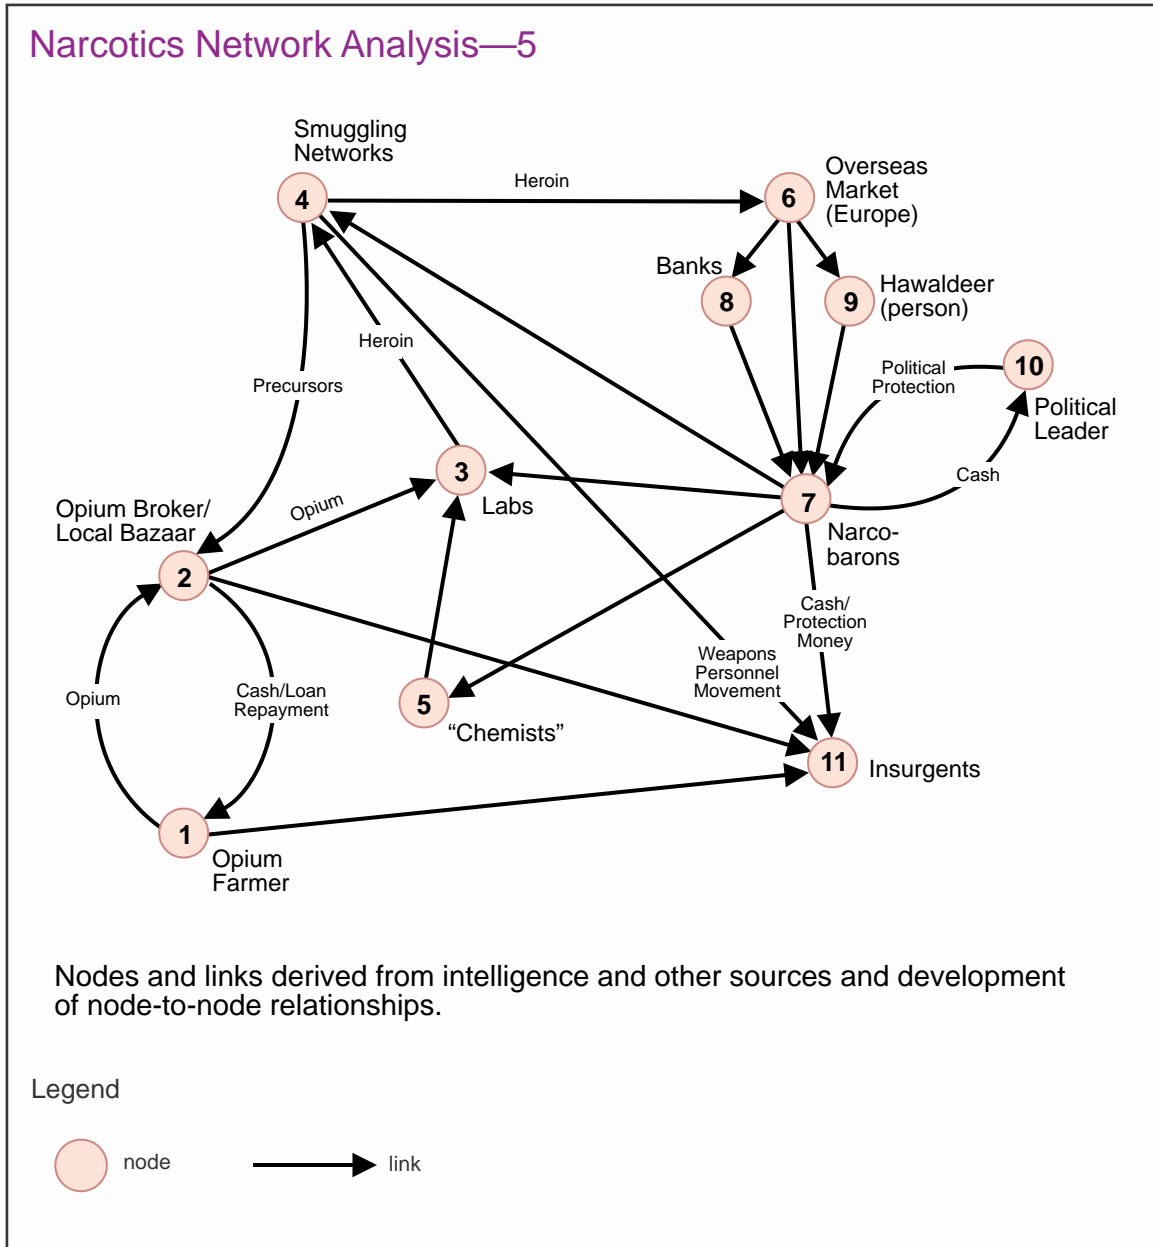 Narcotics Network Analysis—5
Smuggling
Networks
4
Heroin
6
Overseas
Market
(Europe)
Banks
8
9
Hawaldeer
(person)
Heroin
Precursors
Political
Protection
10
Political
Leader
3
Labs
Opium
Cash
7
Narco-
barons
Opium Broker/
Local Bazaar
2
Cash/
Protection
Money
Weapons
Personnel
Movement
Opium
Cash/Loan
Repayment
5
“Chemists”
11
Insurgents
1
Opium
Farmer
Nodes and links derived from intelligence and other sources and development
of node-to-node relationships.
Legend
node
link